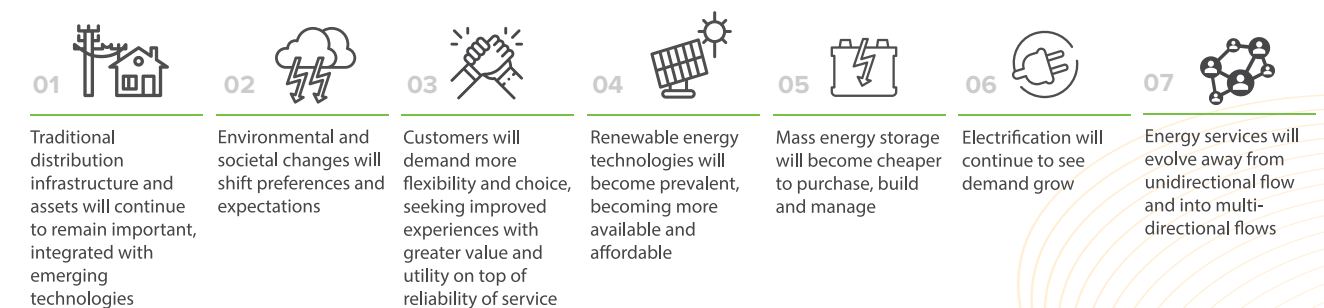 01
Traditional
distribution
infrastructure and
assets will continue
to remain important,
integrated with
emerging
technologies
02
Environmental and
societal changes will
shift preferences and
expectations
03
Customers will
demand more
flexibility and choice,
seeking improved
experiences with
greater value and
utility on top of
reliability of service
04
Renewable energy
technologies will
become prevalent,
becoming more
available and
affordable
05
Mass energy storage
will become cheaper
to purchase, build
and manage
06
Electrification will
continue to see
demand grow
07
Energy services will
evolve away from
unidirectional flow
and into multi-
directional flows